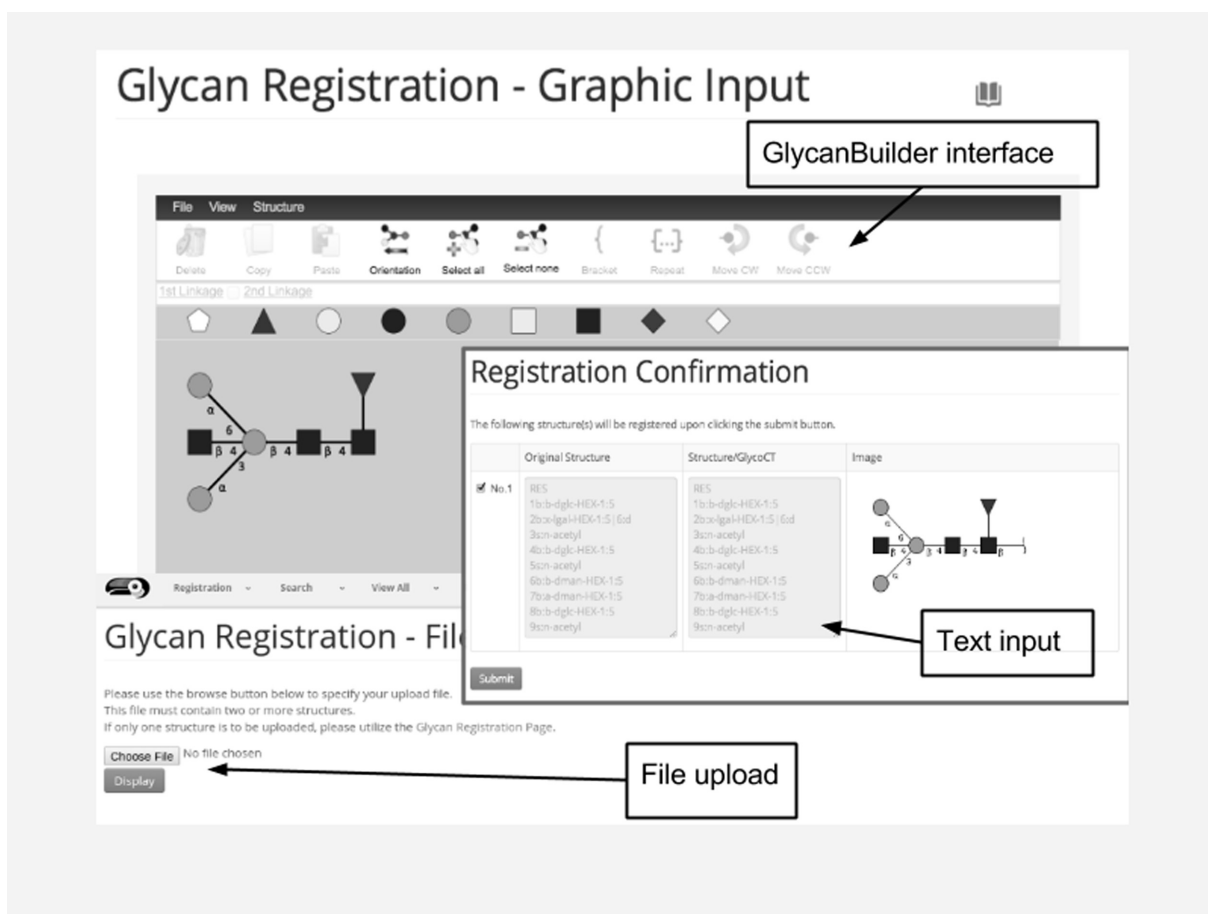 Glycan Registration - Graphic Input
GlycanBuilder interface
File View Structure
Delete Copy Paste Orientation Select all Select none Bracket Repeat Move CW Move CCW
1st Linkage 2nd Linkage
α
6
β 4 β 4 β 4
3
α
Registration Confirmation
The following structure(s) will be registered upon clicking the submit button.
Original Structure Structure/GlycoCT Image
No.1
RES
1b:b-dglc-HEX-1:5
2b:x-lgal-HEX-1:5|6:d
3s:n-acetyl
4b:b-dglc-HEX-1:5
5s:n-acetyl
6b:b-dman-HEX-1:5
7b:a-dman-HEX-1:5
8b:b-dglc-HEX-1:5
9s:n-acetyl
RES
1b:b-dglc-HEX-1:5
2b:x-lgal-HEX-1:5|6:d
3s:n-acetyl
4b:b-dglc-HEX-1:5
5s:n-acetyl
6b:b-dman-HEX-1:5
7b:a-dman-HEX-1:5
8b:b-dglc-HEX-1:5
9s:n-acetyl
α
6
β 4 β 4 β 4
3
α
Text input
Submit
Registration Search View All
Glycan Registration - File
Please use the browse button below to specify your upload file.
This file must contain two or more structures.
If only one structure is to be uploaded, please utilize the Glycan Registration Page.
Choose File No file chosen
Display
File upload